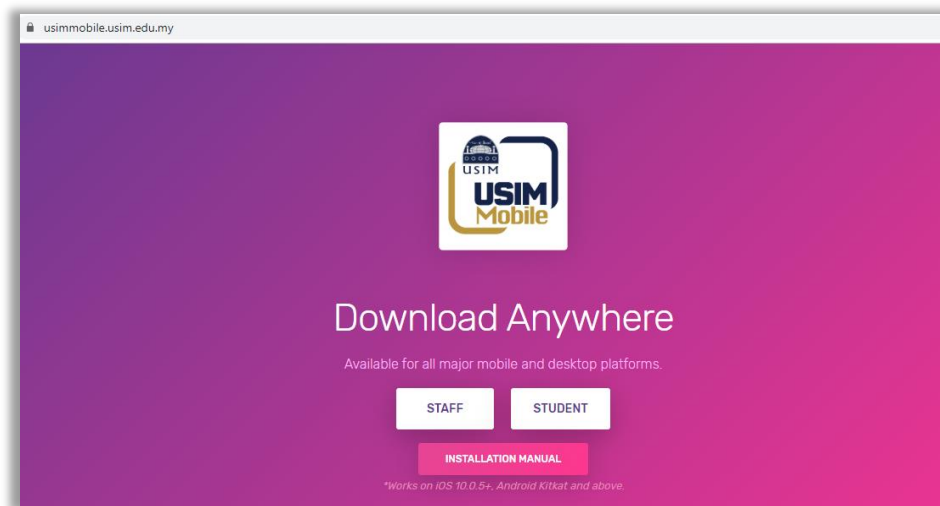 usimmobile.usim.edu.my
USIM
USIM
Mobile
Download Anywhere
Available for all major mobile and desktop platforms.
STAFF STUDENT
INSTALLATION MANUAL
*Works on iOS 10.0.5+, Android Kitkat and above.